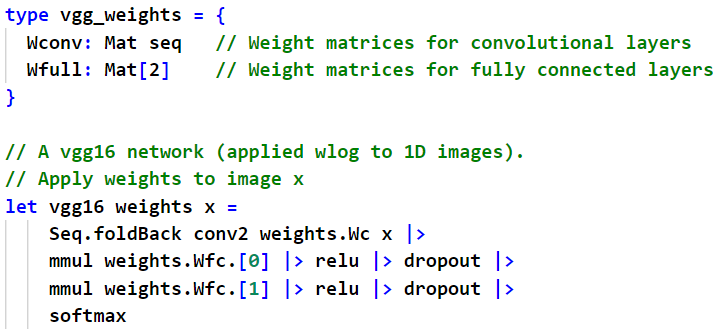 type vgg_weights = {
  Wconv: Mat seq   // Weight matrices for convolutional layers
  Wfull: Mat[2]    // Weight matrices for fully connected layers
}

// A vgg16 network (applied wlog to 1D images).
// Apply weights to image x
let vgg16 weights x =
    Seq.foldBack conv2 weights.Wc x |>
    mmul weights.Wfc.[0] |> relu |> dropout |>
    mmul weights.Wfc.[1] |> relu |> dropout |>
    softmax